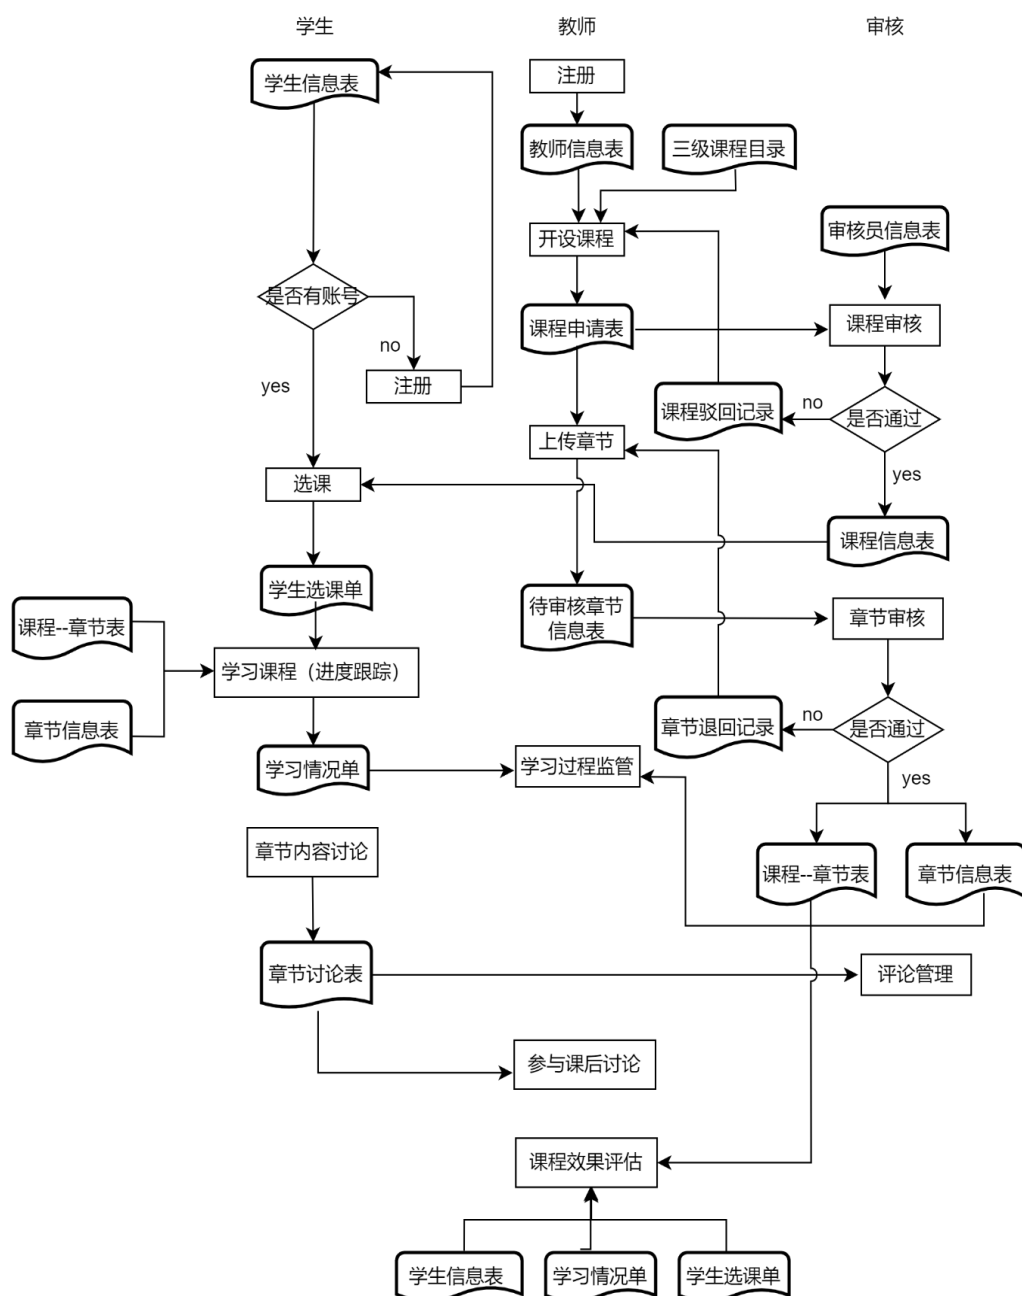 学生
教师
审核
学生信息表
注册
教师信息表
三级课程目录
审核员信息表
开设课程
是否有账号
课程申请表
课程审核
no
注册
yes
课程驳回记录
no
是否通过
上传章节
yes
选课
课程信息表
学生选课单
待审核章节
信息表
章节审核
课程--章节表
学习课程（进度跟踪）
章节信息表
章节退回记录
no
是否通过
学习情况单
学习过程监管
yes
章节内容讨论
课程--章节表
章节信息表
章节讨论表
评论管理
参与课后讨论
课程效果评估
学生信息表
学习情况单
学生选课单